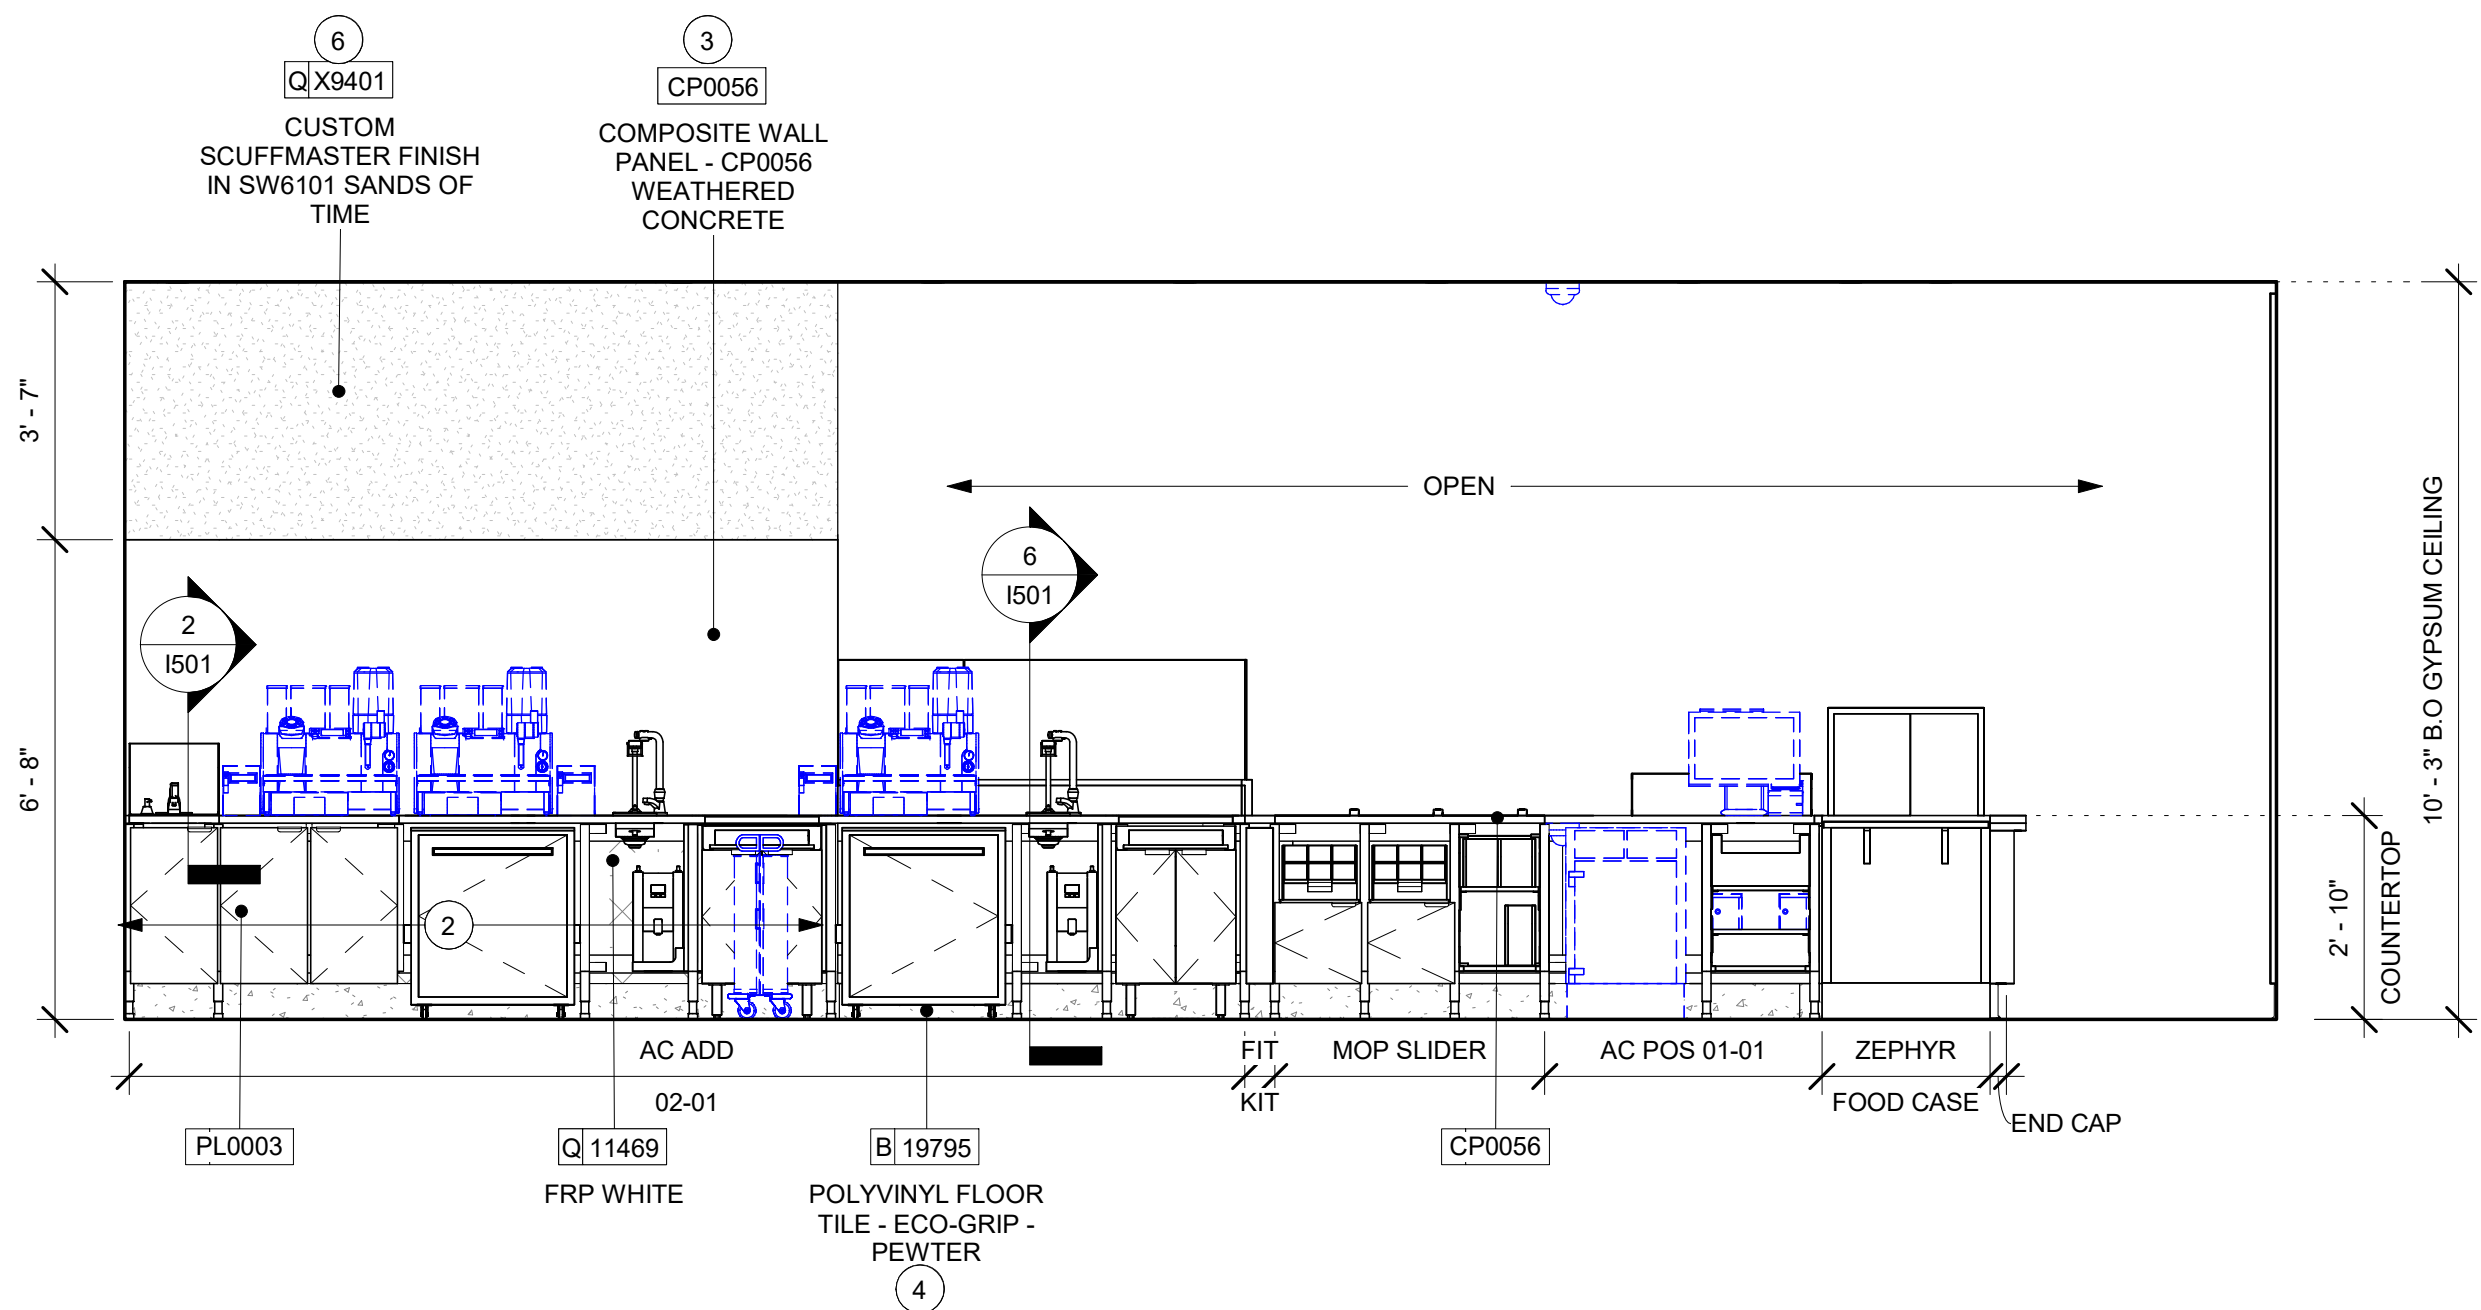 6
Q X9401
CUSTOM
SCUFFMASTER FINISH
IN SW6101 SANDS OF
TIME
3
CP0056
COMPOSITE WALL
PANEL - CP0056
WEATHERED
CONCRETE
3' - 7"
6' - 8"
OPEN
2
I501
6
I501
2
10' - 3" B.O GYPSUM CEILING
2' - 10"
COUNTERTOP
AC ADD
02-01
FIT
KIT
MOP SLIDER
AC POS 01-01
ZEPHYR
FOOD CASE
END CAP
PL0003
Q 11469
FRP WHITE
B 19795
POLYVINYL FLOOR
TILE - ECO-GRIP -
PEWTER
4
CP0056